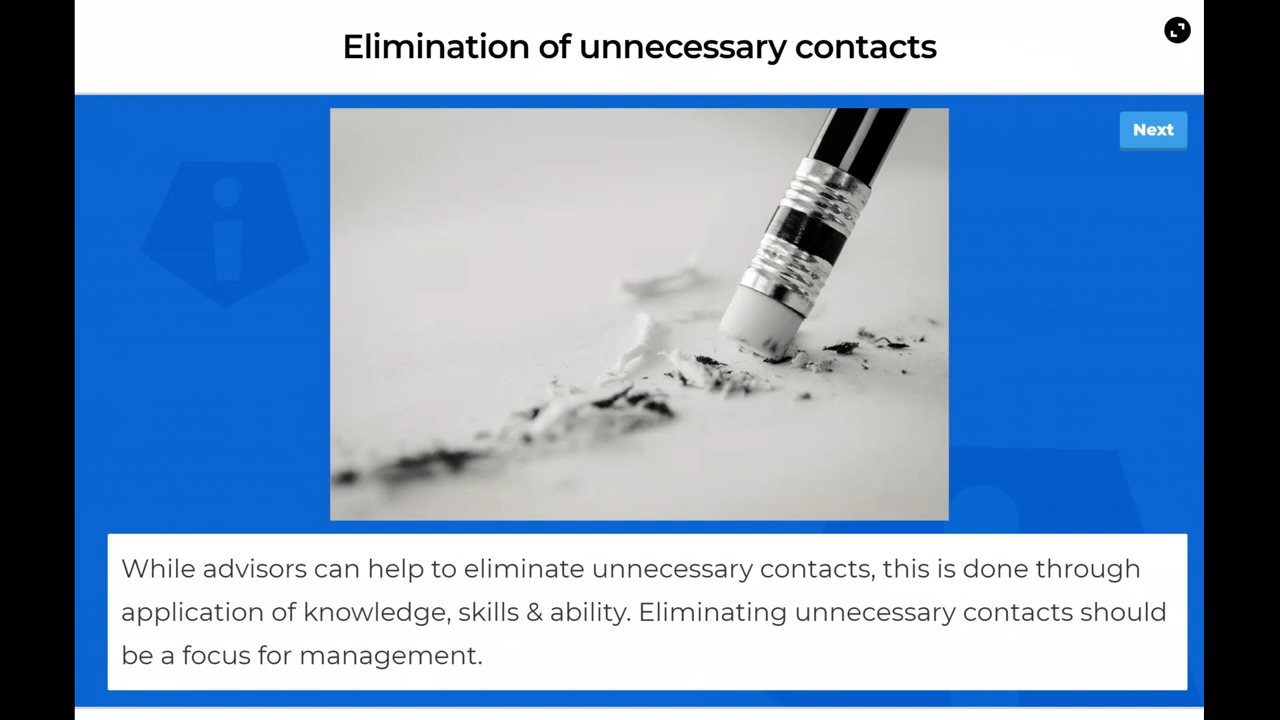 Elimination of unnecessary contacts
Next
While advisors can help to eliminate unnecessary contacts, this is done through
application of knowledge, skills & ability. Eliminating unnecessary contacts should
be a focus for management.